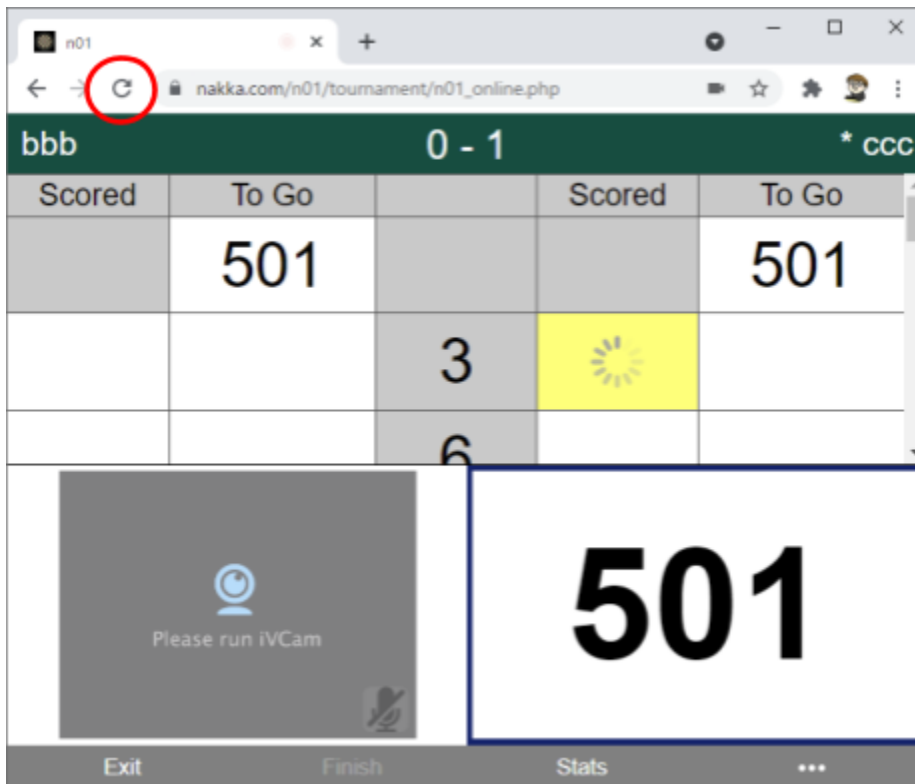 n01
nakka.com/n01/tournament/n01_online.php
bbb 0 - 1 * ccc
Scored To Go Scored To Go
501 501
3
6
Please run iVCam
501
Exit Finish Stats •••